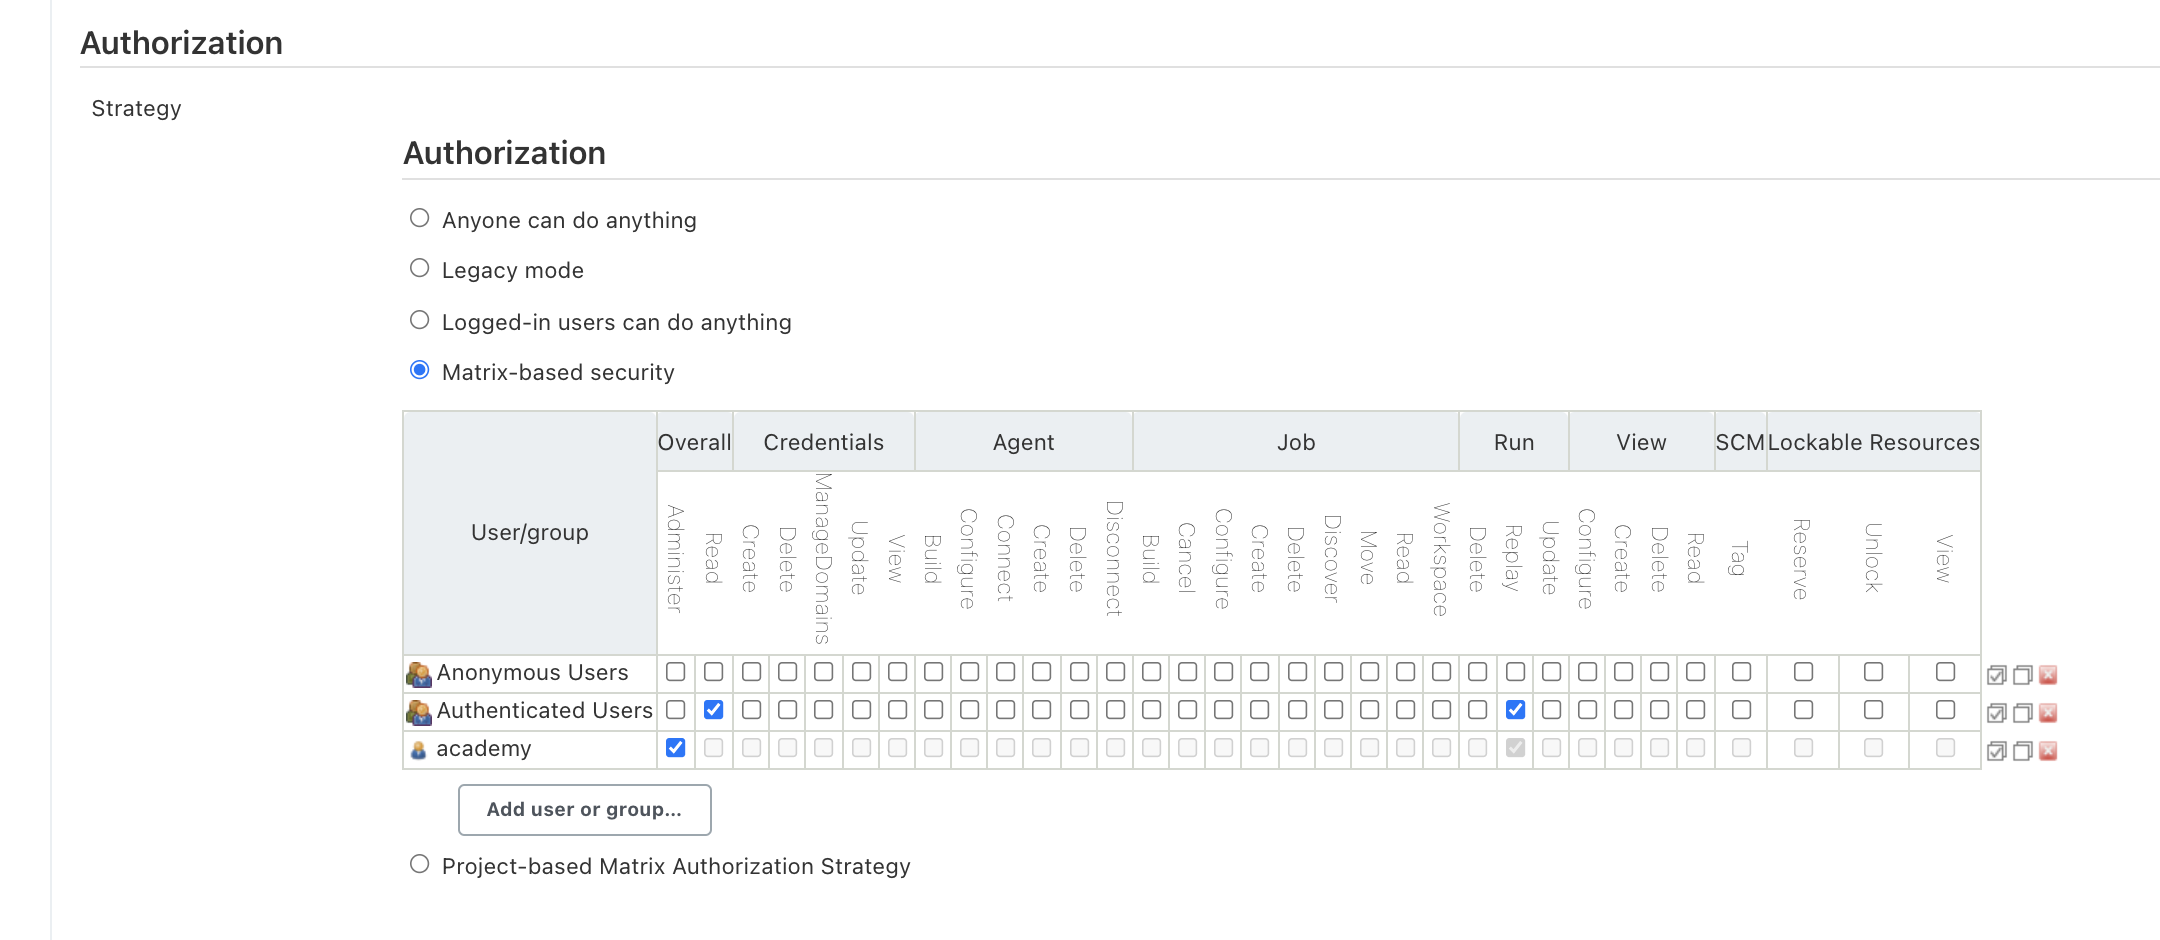 Authorization
Strategy
Authorization
Anyone can do anything
Legacy mode
Logged-in users can do anything
Matrix-based security
User/group
Overall Credentials Agent Job Run View SCM Lockable Resources
Administer Read Create Delete ManageDomains Update View Build Configure Connect Create Delete Disconnect Build Cancel Configure Create Delete Discover Move Read Workspace Delete Replay Update Configure Create Delete Read Tag Reserve Unlock View
Anonymous Users
Authenticated Users
academy
Add user or group...
Project-based Matrix Authorization Strategy